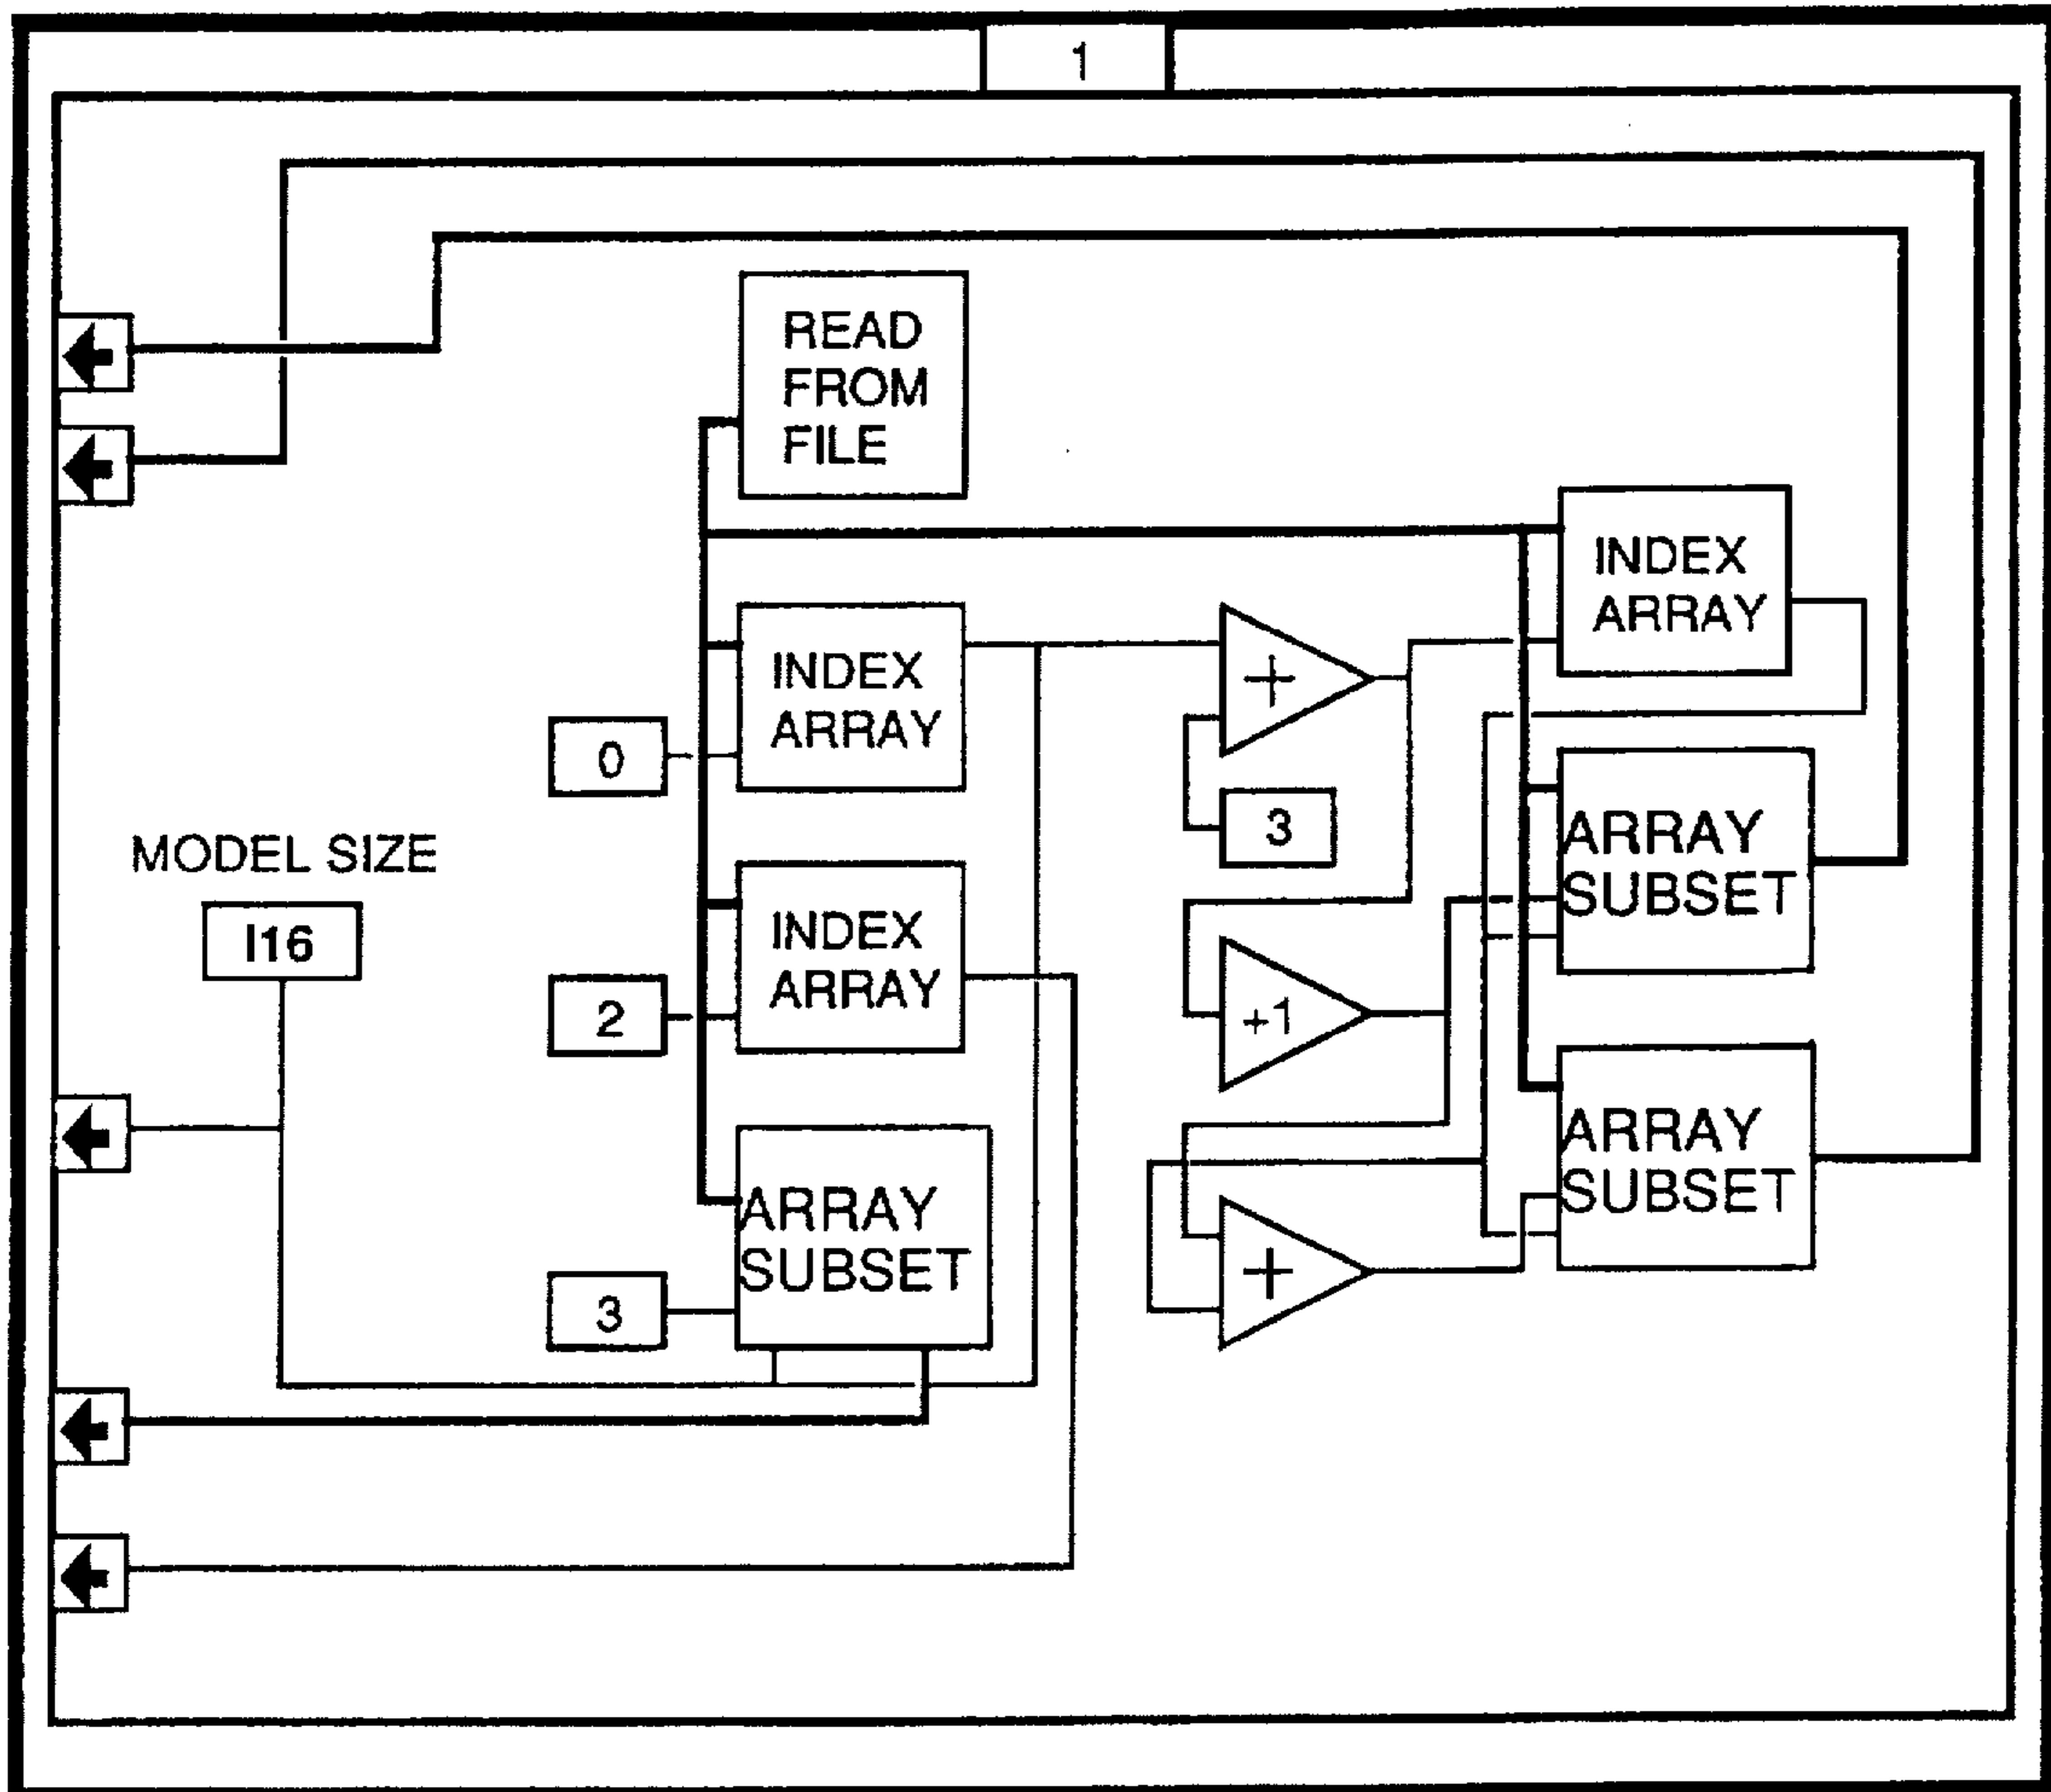 1
READ
FROM
FILE
INDEX
ARRAY
INDEX
ARRAY
+
0
3
MODEL SIZE
I16
ARRAY
SUBSET
INDEX
ARRAY
2
+1
ARRAY
SUBSET
ARRAY
SUBSET
3
+